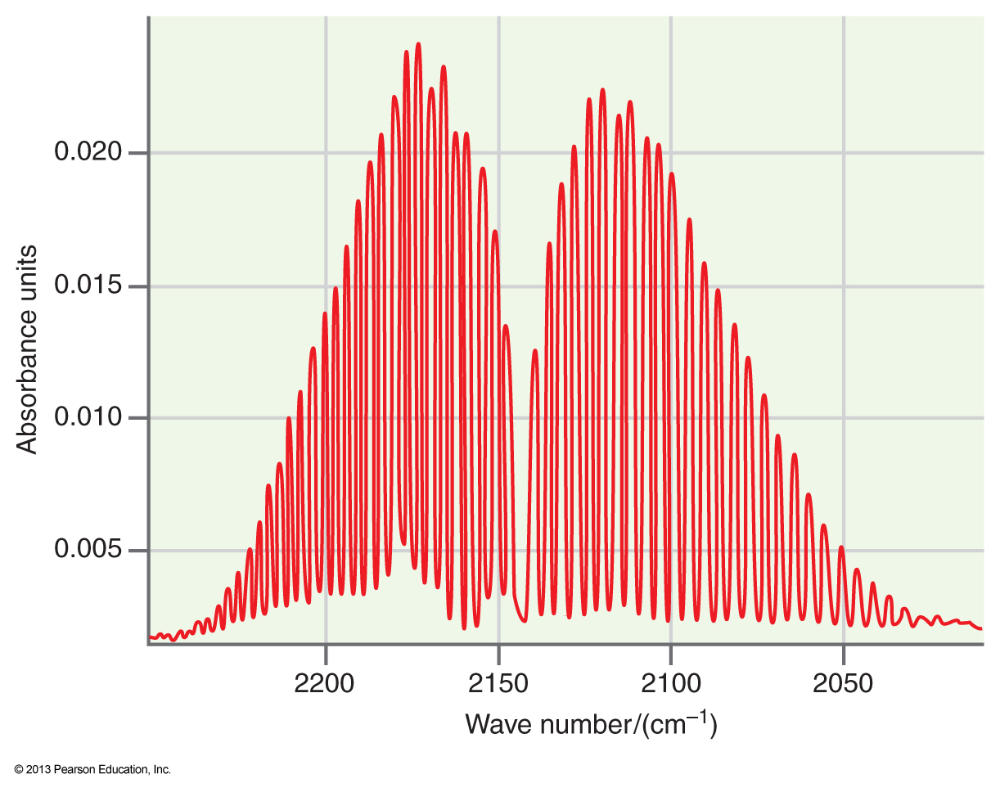 0.020
0.015
0.010
0.005
Absorbance units
2200 2150 2100 2050
Wave number/(cm⁻¹)
© 2013 Pearson Education, Inc.